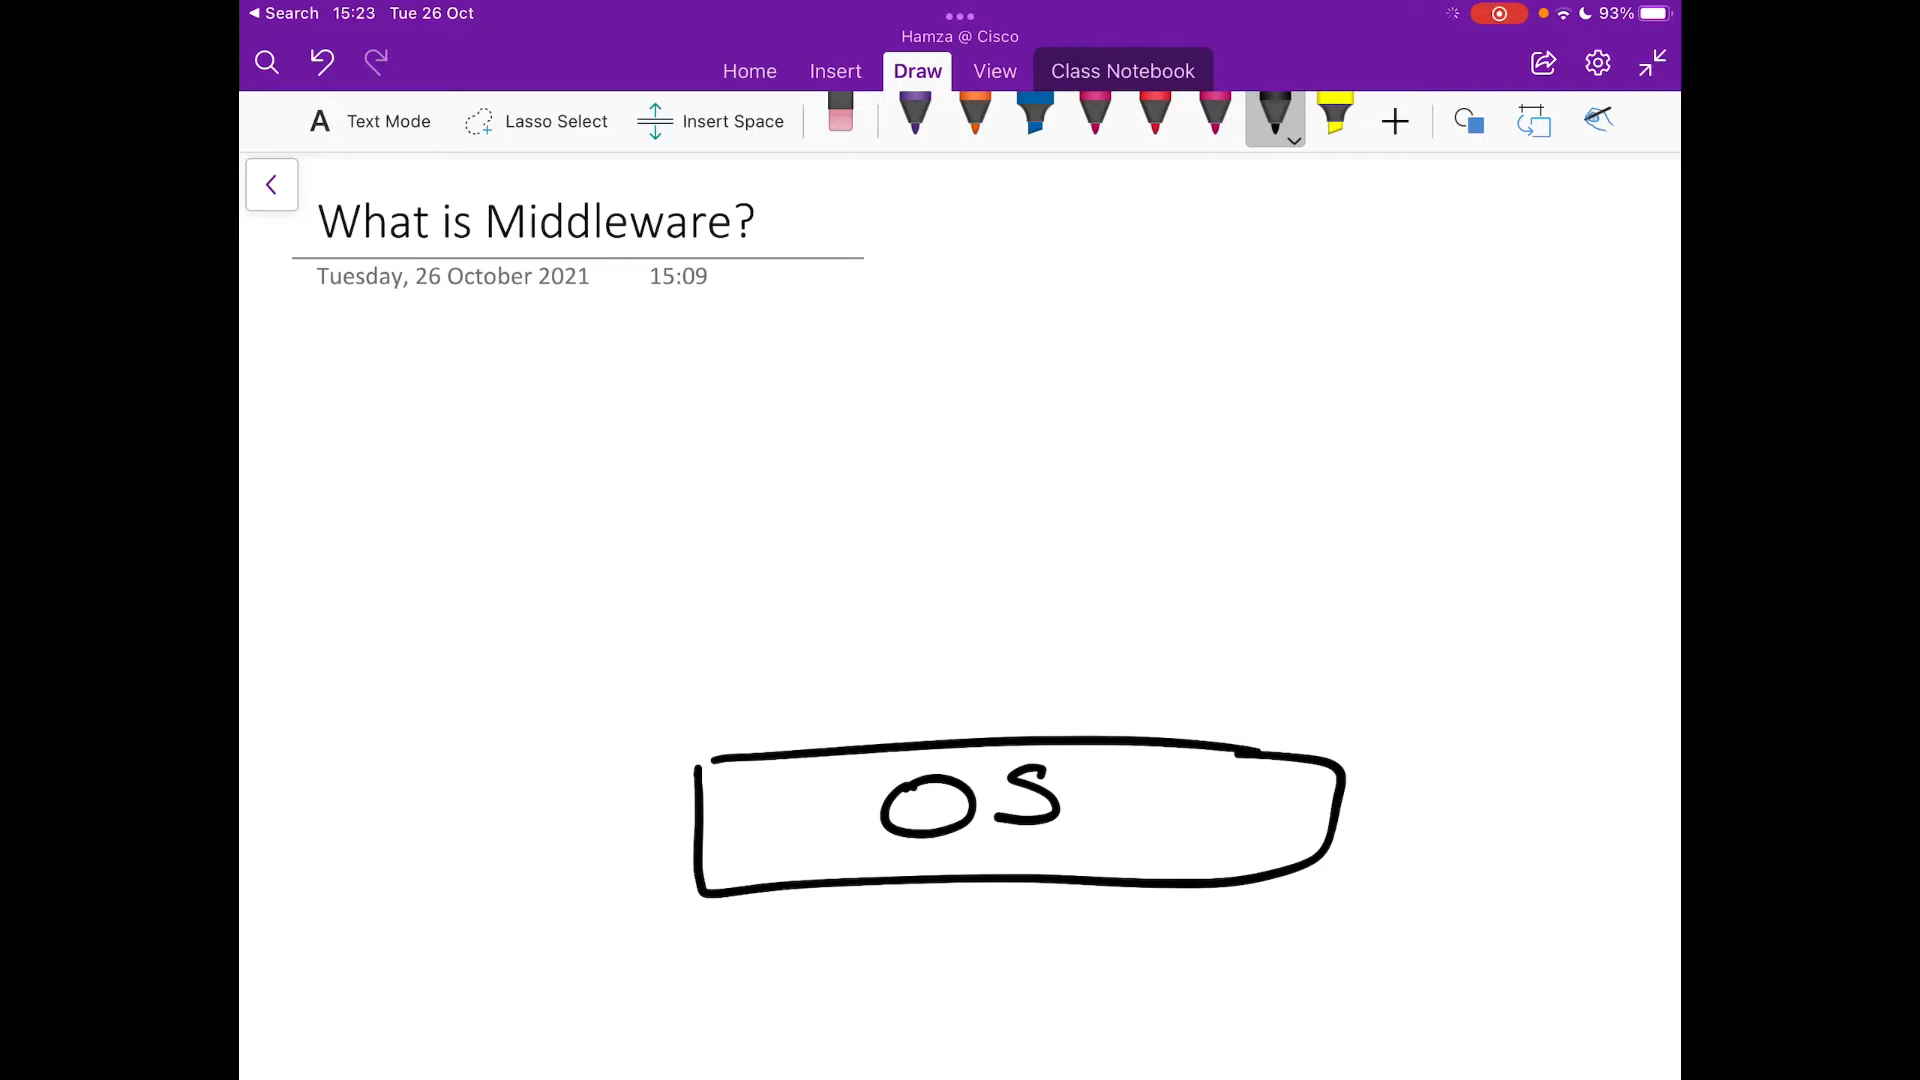 Search 15:23 Tue 26 Oct
93%
Hamza @ Cisco
Home Insert Draw View Class Notebook
A Text Mode Lasso Select Insert Space
What is Middleware?
Tuesday, 26 October 2021 15:09
OS